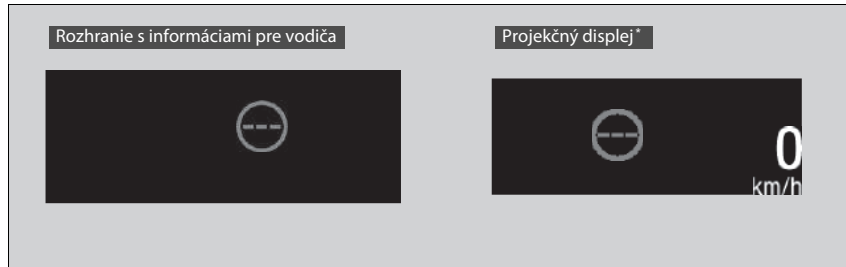 Rozhranie s informáciami pre vodiča
Projekčný displej*
---
---
0
km/h